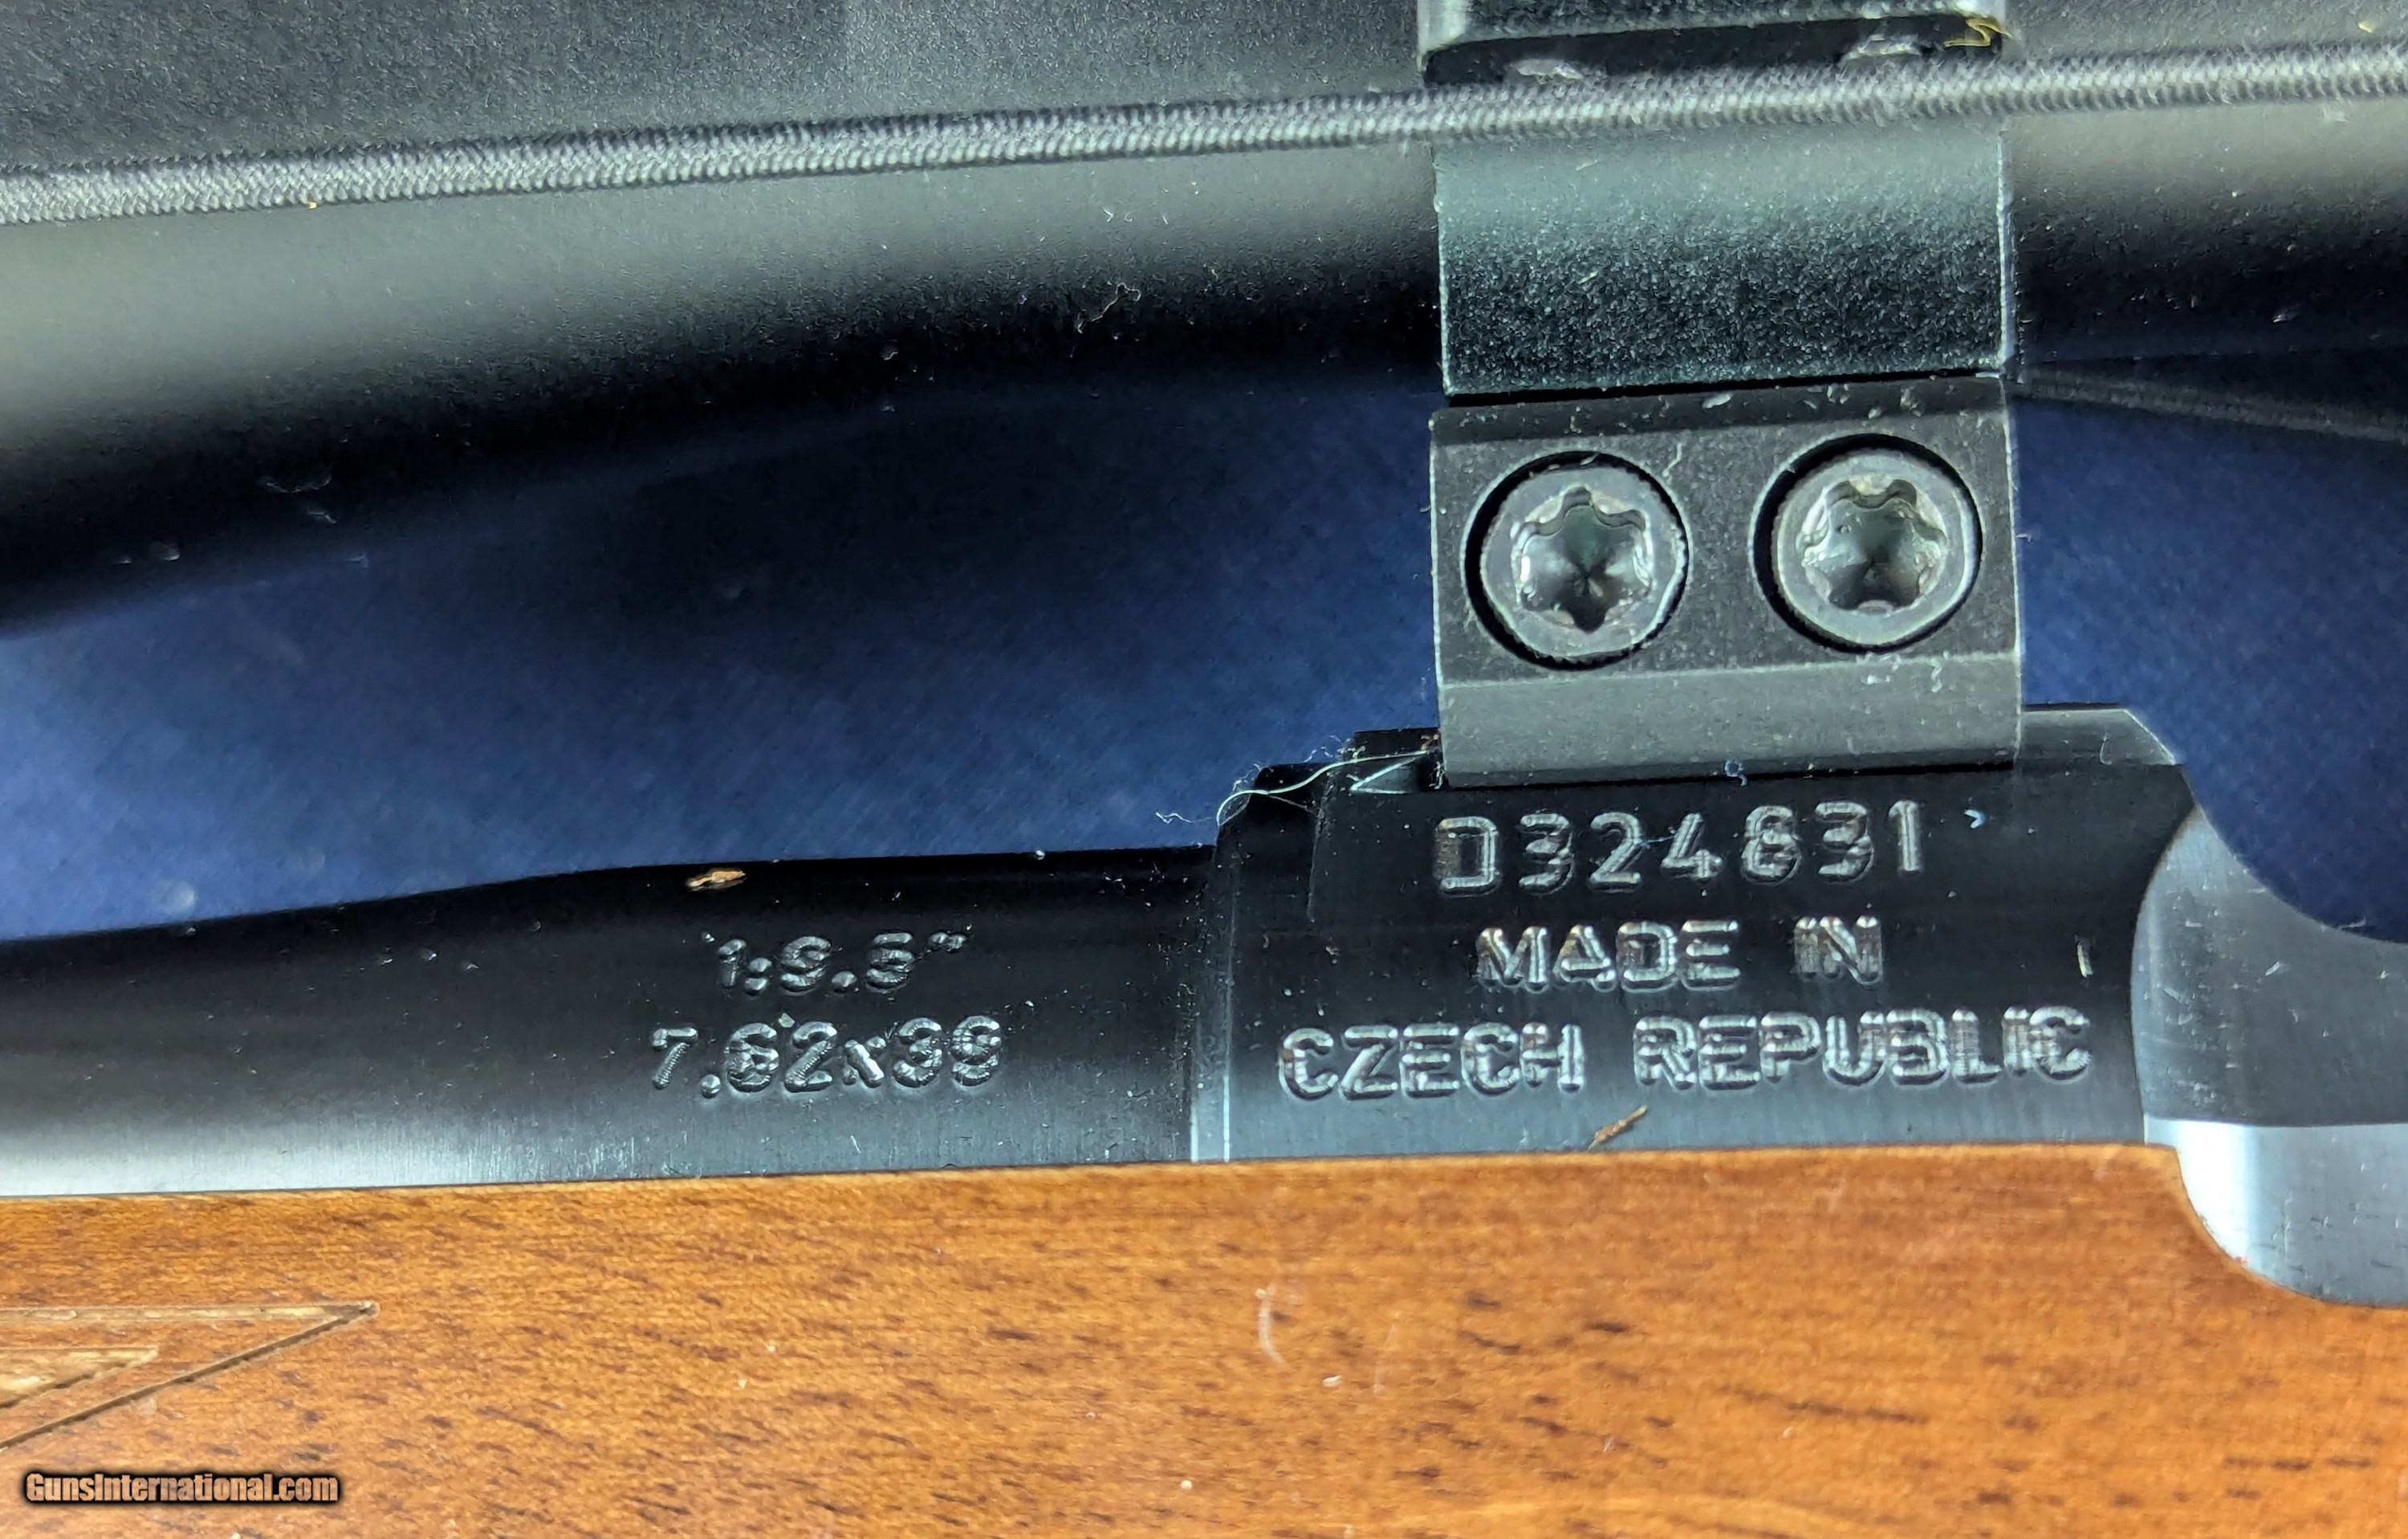 D324831
MADE IN
CZECH REPUBLIC
1:9.5"
7.62x39
GunsInternational.com